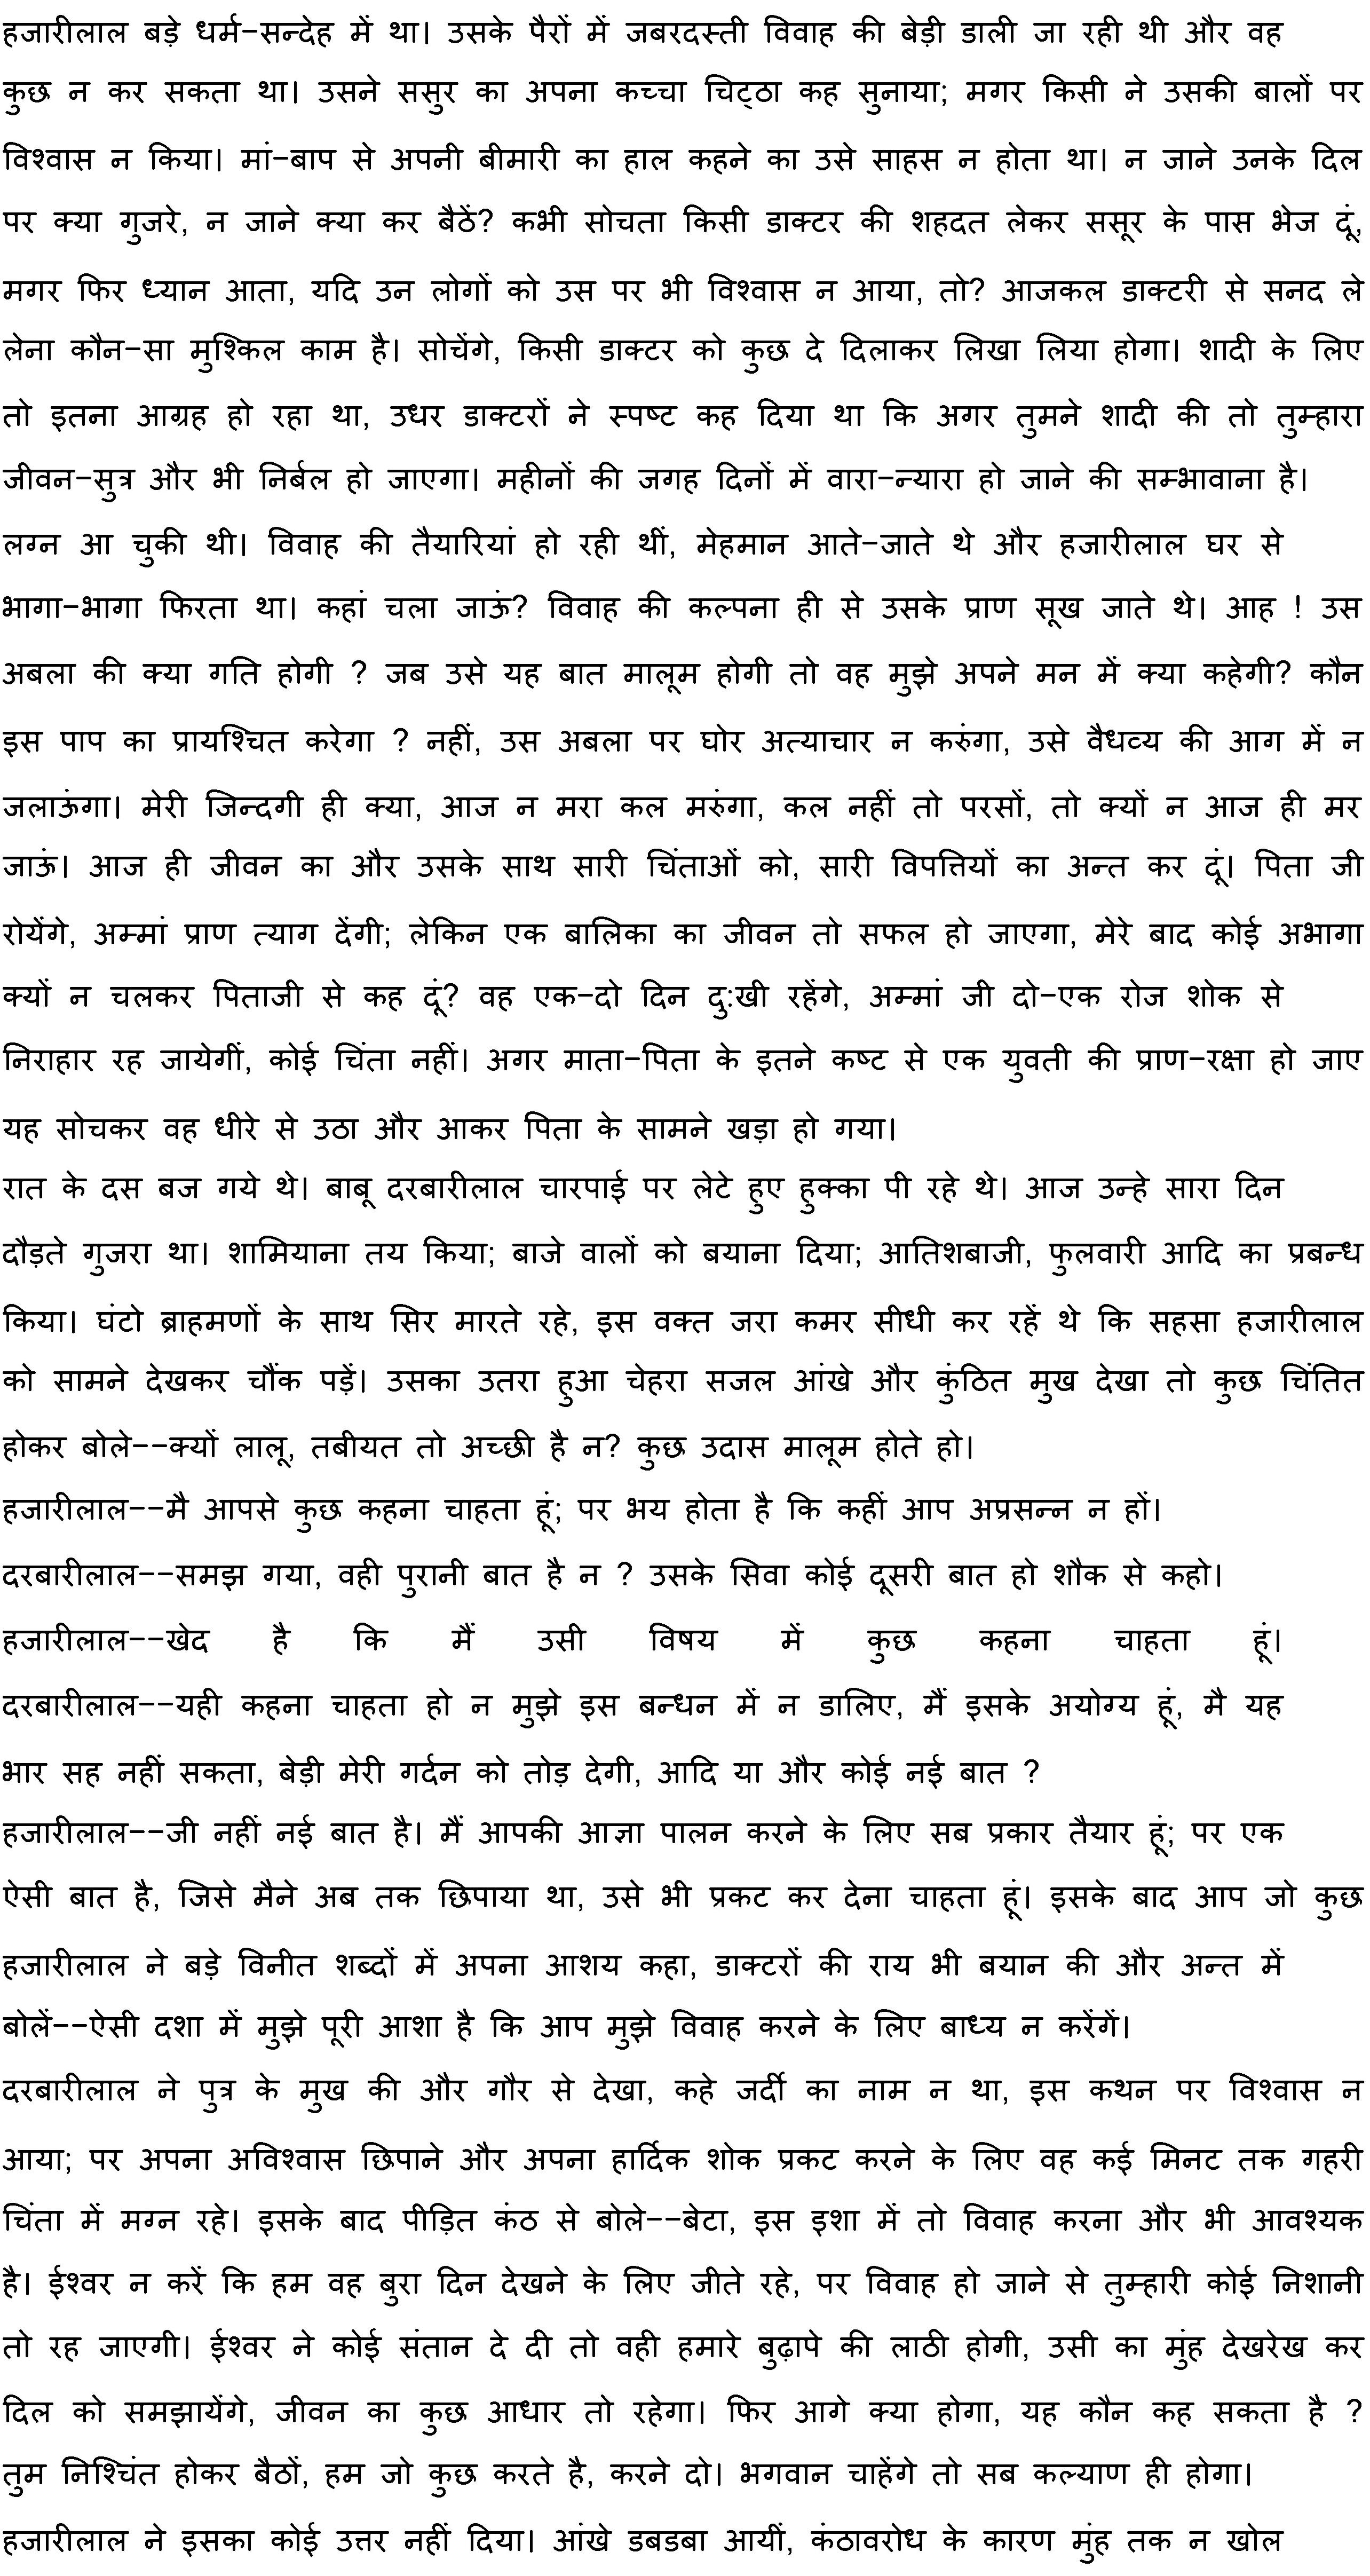 हजारीलाल बड़े धर्म−सन्देह में था। उसके पैरों में जबरदस्ती विवाह की बेड़ी डाली जा रही थी और वह
कुछ न कर सकता था। उसने ससुर का अपना कच्चा चिट्ठा कह सुनाया; मगर किसी ने उसकी बालों पर
विश्वास न किया। मां−बाप से अपनी बीमारी का हाल कहने का उसे साहस न होता था। न जाने उनके दिल
पर क्या गुजरे, न जाने क्या कर बैठें? कभी सोचता किसी डाक्टर की शहदत लेकर ससूर के पास भेज दूं,
मगर फिर ध्यान आता, यदि उन लोगों को उस पर भी विश्वास न आया, तो? आजकल डाक्टरी से सनद ले
लेना कौन−सा मुश्किल काम है। सोचेंगे, किसी डाक्टर को कुछ दे दिलाकर लिखा लिया होगा। शादी के लिए
तो इतना आग्रह हो रहा था, उधर डाक्टरों ने स्पष्ट कह दिया था कि अगर तुमने शादी की तो तुम्हारा
जीवन−सुत्र और भी निर्बल हो जाएगा। महीनों की जगह दिनों में वारा−न्यारा हो जाने की सम्भावाना है।
लग्न आ चुकी थी। विवाह की तैयारियां हो रही थीं, मेहमान आते−जाते थे और हजारीलाल घर से
भागा−भागा फिरता था। कहां चला जाऊं? विवाह की कल्पना ही से उसके प्राण सूख जाते थे। आह ! उस
अबला की क्या गति होगी ? जब उसे यह बात मालूम होगी तो वह मुझे अपने मन में क्या कहेगी? कौन
इस पाप का प्रायश्चित करेगा ? नहीं, उस अबला पर घोर अत्याचार न करुंगा, उसे वैधव्य की आग में न
जलाऊंगा। मेरी जिन्दगी ही क्या, आज न मरा कल मरुंगा, कल नहीं तो परसों, तो क्यों न आज ही मर
जाऊं। आज ही जीवन का और उसके साथ सारी चिंताओं को, सारी विपत्तियों का अन्त कर दूं। पिता जी
रोयेंगे, अम्मां प्राण त्याग देंगी; लेकिन एक बालिका का जीवन तो सफल हो जाएगा, मेरे बाद कोई अभागा
क्यों न चलकर पिताजी से कह दूं? वह एक−दो दिन दु:खी रहेंगे, अम्मां जी दो−एक रोज शोक से
निराहार रह जायेगीं, कोई चिंता नहीं। अगर माता−पिता के इतने कष्ट से एक युवती की प्राण−रक्षा हो जाए
यह सोचकर वह धीरे से उठा और आकर पिता के सामने खड़ा हो गया।
रात के दस बज गये थे। बाबू दरबारीलाल चारपाई पर लेटे हुए हुक्का पी रहे थे। आज उन्हे सारा दिन
दौड़ते गुजरा था। शामियाना तय किया; बाजे वालों को बयाना दिया; आतिशबाजी, फुलवारी आदि का प्रबन्ध
किया। घंटो ब्राहमणों के साथ सिर मारते रहे, इस वक्त जरा कमर सीधी कर रहें थे कि सहसा हजारीलाल
को सामने देखकर चौंक पड़ें। उसका उतरा हुआ चेहरा सजल आंखे और कुंठित मुख देखा तो कुछ चिंतित
होकर बोले−−क्यों लालू, तबीयत तो अच्छी है न? कुछ उदास मालूम होते हो।
हजारीलाल−−मै आपसे कुछ कहना चाहता हूं; पर भय होता है कि कहीं आप अप्रसन्न न हों।
दरबारीलाल−−समझ गया, वही पुरानी बात है न ? उसके सिवा कोई दूसरी बात हो शौक से कहो।
हजारीलाल−−खेद है कि मैं उसी विषय में कुछ कहना चाहता हूं।
दरबारीलाल−−यही कहना चाहता हो न मुझे इस बन्धन में न डालिए, मैं इसके अयोग्य हूं, मै यह
भार सह नहीं सकता, बेड़ी मेरी गर्दन को तोड़ देगी, आदि या और कोई नई बात ?
हजारीलाल−−जी नहीं नई बात है। मैं आपकी आज्ञा पालन करने के लिए सब प्रकार तैयार हूं; पर एक
ऐसी बात है, जिसे मैने अब तक छिपाया था, उसे भी प्रकट कर देना चाहता हूं। इसके बाद आप जो कुछ
हजारीलाल ने बड़े विनीत शब्दों में अपना आशय कहा, डाक्टरों की राय भी बयान की और अन्त में
बोलें−−ऐसी दशा में मुझे पूरी आशा है कि आप मुझे विवाह करने के लिए बाध्य न करेंगें।
दरबारीलाल ने पुत्र के मुख की और गौर से देखा, कहे जर्दी का नाम न था, इस कथन पर विश्वास न
आया; पर अपना अविश्वास छिपाने और अपना हार्दिक शोक प्रकट करने के लिए वह कई मिनट तक गहरी
चिंता में मग्न रहे। इसके बाद पीड़ित कंठ से बोले−−बेटा, इस इशा में तो विवाह करना और भी आवश्यक
है। ईश्वर न करें कि हम वह बुरा दिन देखने के लिए जीते रहे, पर विवाह हो जाने से तुम्हारी कोई निशानी
तो रह जाएगी। ईश्वर ने कोई संतान दे दी तो वही हमारे बुढ़ापे की लाठी होगी, उसी का मुंह देखरेख कर
दिल को समझायेंगे, जीवन का कुछ आधार तो रहेगा। फिर आगे क्या होगा, यह कौन कह सकता है ?
तुम निश्चिंत होकर बैठों, हम जो कुछ करते है, करने दो। भगवान चाहेंगे तो सब कल्याण ही होगा।
हजारीलाल ने इसका कोई उत्तर नहीं दिया। आंखे डबडबा आयीं, कंठावरोध के कारण मुंह तक न खोल